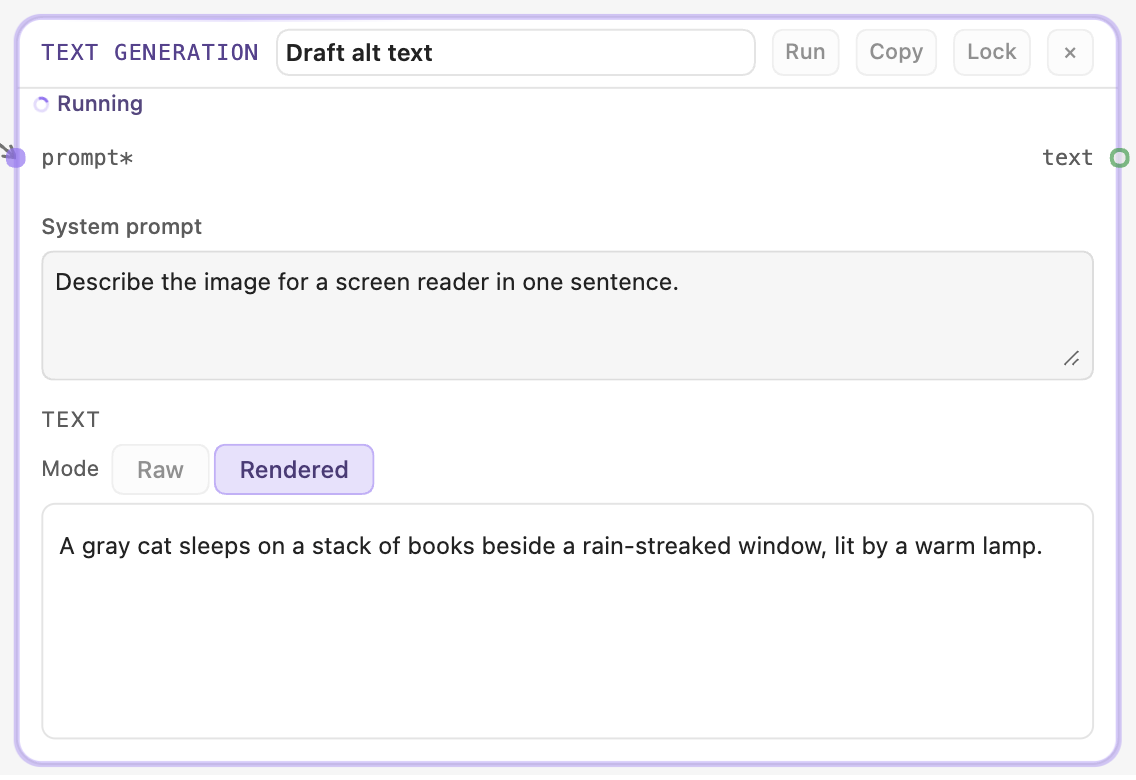 TEXT GENERATION Draft alt text Run Copy Lock ×
Running
prompt* text
System prompt
Describe the image for a screen reader in one sentence.
TEXT
Mode Raw Rendered
A gray cat sleeps on a stack of books beside a rain-streaked window, lit by a warm lamp.